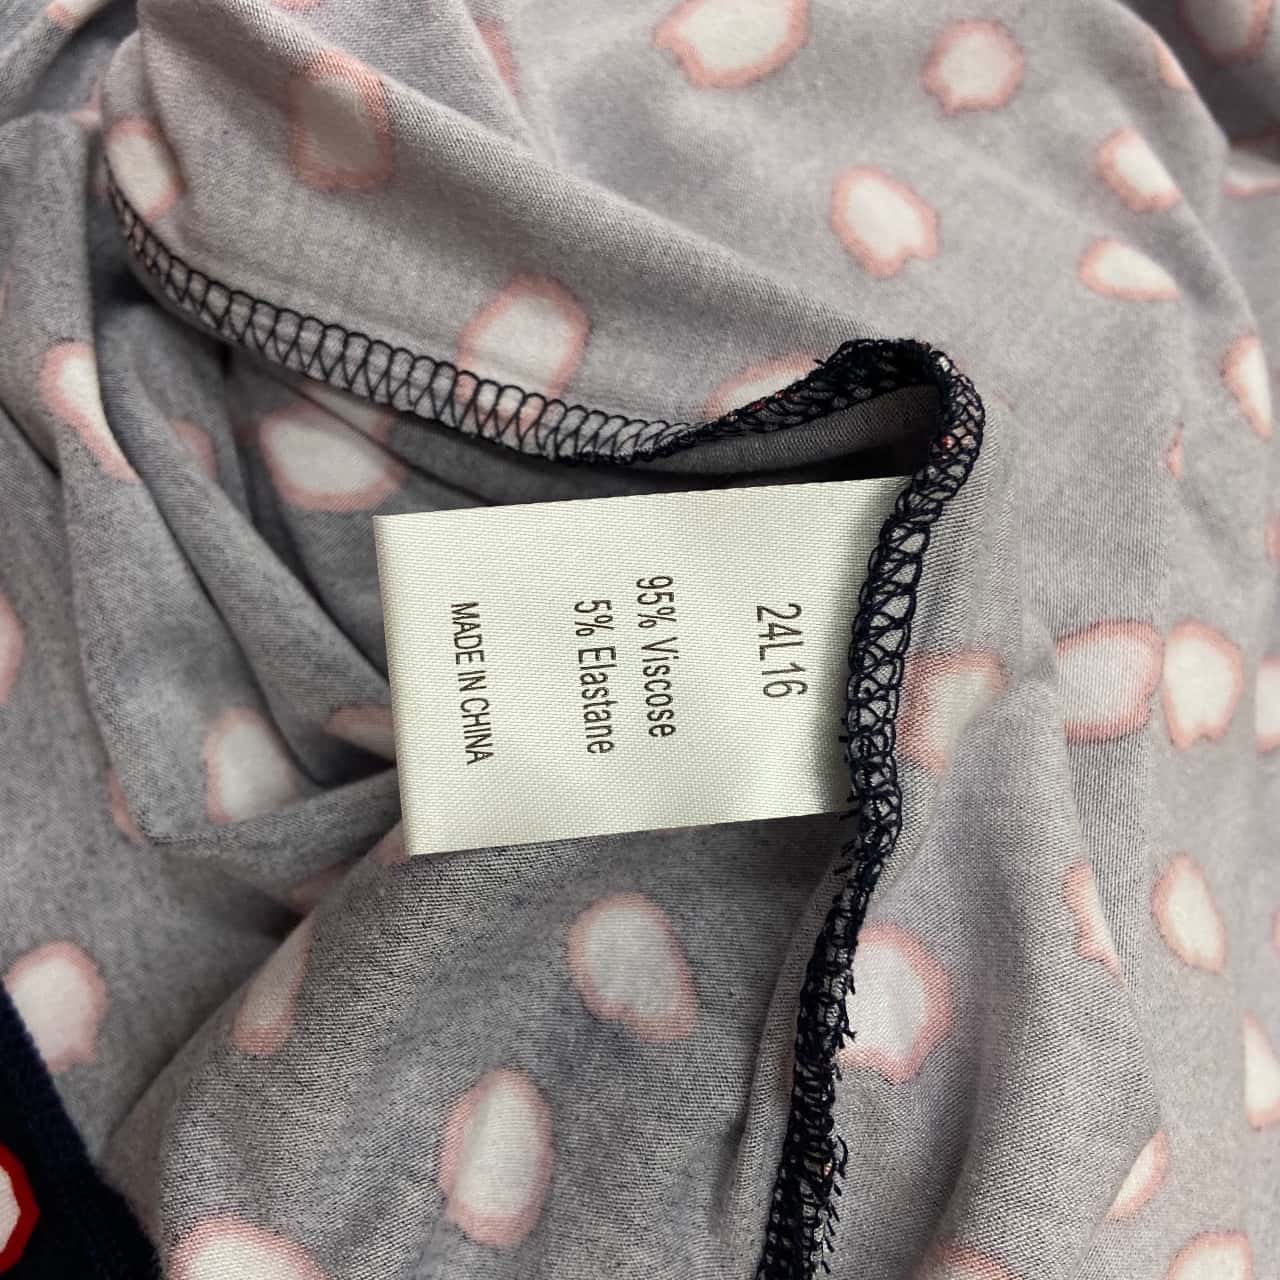 24L16
95% Viscose
5% Elastane
MADE IN CHINA